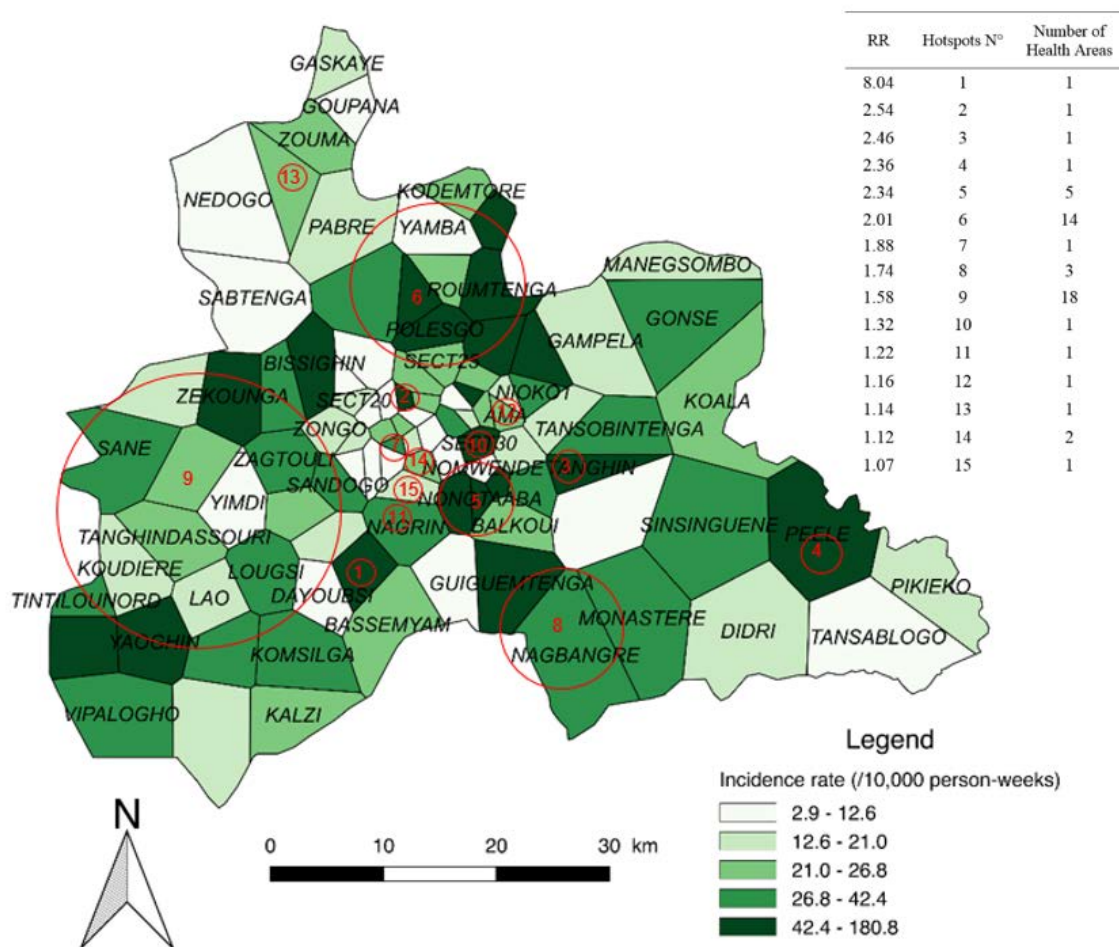 RR Hotspots N° Number of
Health Areas
8.04 1 1
2.54 2 1
2.46 3 1
2.36 4 1
2.34 5 5
2.01 6 14
1.88 7 1
1.74 8 3
1.58 9 18
1.32 10 1
1.22 11 1
1.16 12 1
1.14 13 1
1.12 14 2
1.07 15 1
GASKAYE
GOUPANA
ZOUMA
13
NEDOGO
KODEMTORE
PABRE
YAMBA
MANEGSOMBO
SABTENGA
6
ROUMTENGA
GONSE
POLESGO
GAMPELA
BISSIGHIN
SECT25
ZEKOUNGA
NIOKO1
SECT20
2
KOALA
AMA
12
ZONGO
TANSOBINTENGA
SANE
ZAGTOULI
7
10
14
NOMWENDE
TANGHIN
3
9
SANDOGO
YIMDI
15
NONGTAABA
5
11
NAGRIN
BALKOUI
SINSINGUENE
PEELE
4
TANGHINDASSOURI
KOUDIERE
LOUGSI
1
GUIGUEMTENGA
PIKIEKO
TINTILOUNORD
LAO
DAYOUBSI
BASSEMYAM
MONASTERE
8
DIDRI
TANSABLOGO
YAOGHIN
KOMSILGA
NAGBANGRE
VIPALOGHO
KALZI
Legend
Incidence rate (/10,000 person-weeks)
2.9 - 12.6
12.6 - 21.0
21.0 - 26.8
26.8 - 42.4
42.4 - 180.8
N
0 10 20 30 km